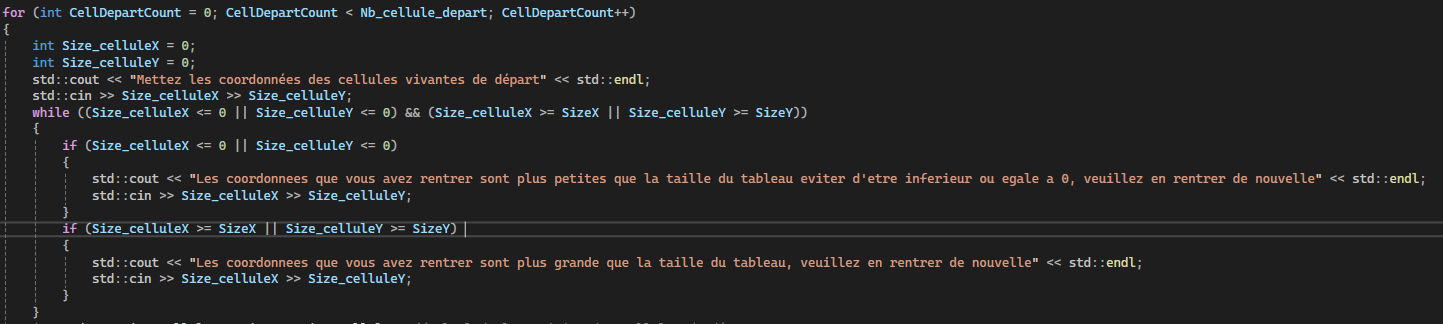 for (int CellDepartCount = 0; CellDepartCount < Nb_cellule_depart; CellDepartCount++)
{
    int Size_celluleX = 0;
    int Size_celluleY = 0;
    std::cout << "Mettez les coordonnées des cellules vivantes de départ" << std::endl;
    std::cin >> Size_celluleX >> Size_celluleY;
    while ((Size_celluleX <= 0 || Size_celluleY <= 0) && (Size_celluleX >= SizeX || Size_celluleY >= SizeY))
    {
        if (Size_celluleX <= 0 || Size_celluleY <= 0)
        {
            std::cout << "Les coordonnees que vous avez rentrer sont plus petites que la taille du tableau eviter d'etre inferieur ou egale a 0, veuillez en rentrer de nouvelle" << std::endl;
            std::cin >> Size_celluleX >> Size_celluleY;
        }
        if (Size_celluleX >= SizeX || Size_celluleY >= SizeY)
        {
            std::cout << "Les coordonnees que vous avez rentrer sont plus grande que la taille du tableau, veuillez en rentrer de nouvelle" << std::endl;
            std::cin >> Size_celluleX >> Size_celluleY;
        }
    }